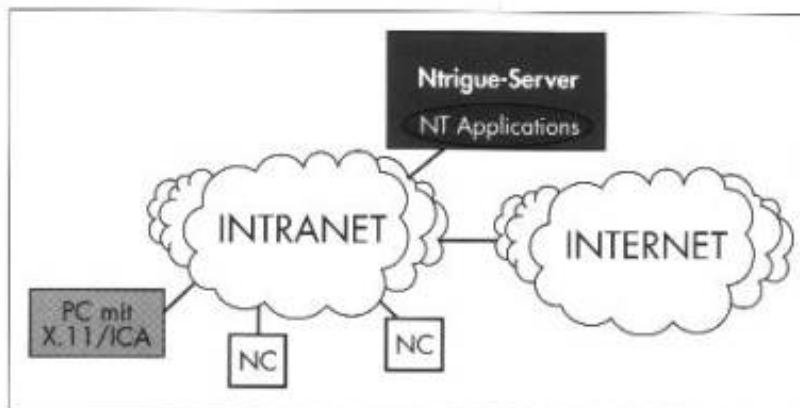 Ntrigue-Server
NT Applications
INTRANET
INTERNET
PC mit
X.11/ICA
NC
NC